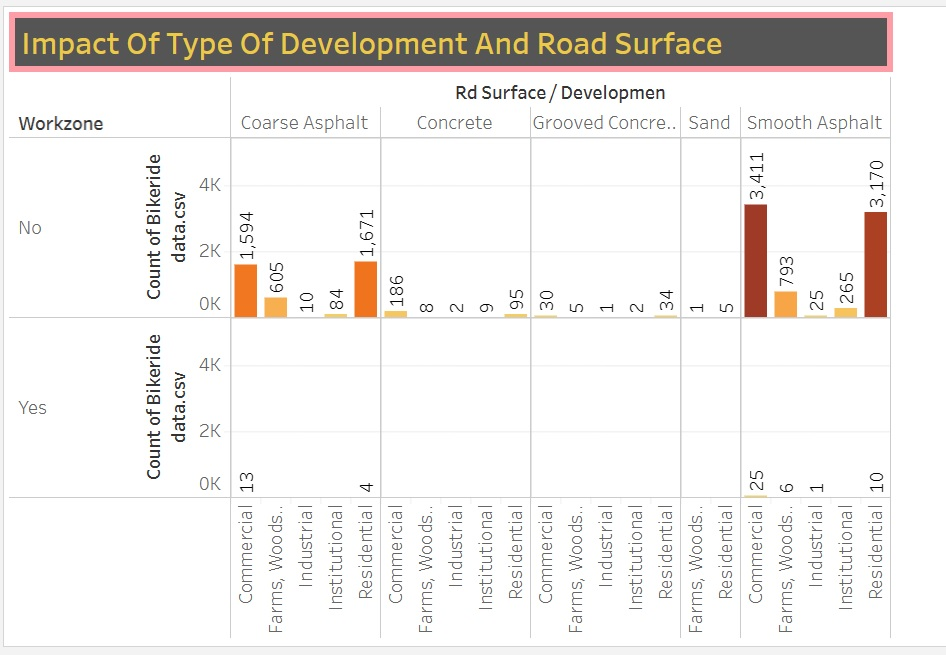 Impact Of Type Of Development And Road Surface
Rd Surface / Developmen
Workzone
Coarse Asphalt
Concrete
Grooved Concre..
Sand
Smooth Asphalt
No
Count of Bikeride
data.csv
4K
2K
0K
1,594
605
10
84
1,671
186
8
2
9
95
30
5
1
2
34
1
5
3,411
793
25
265
3,170
Yes
Count of Bikeride
data.csv
4K
2K
0K
13
4
25
6
1
10
Commercial
Farms, Woods..
Industrial
Institutional
Residential
Commercial
Farms, Woods..
Industrial
Institutional
Residential
Commercial
Farms, Woods..
Industrial
Institutional
Residential
Farms, Woods..
Residential
Commercial
Farms, Woods..
Industrial
Institutional
Residential